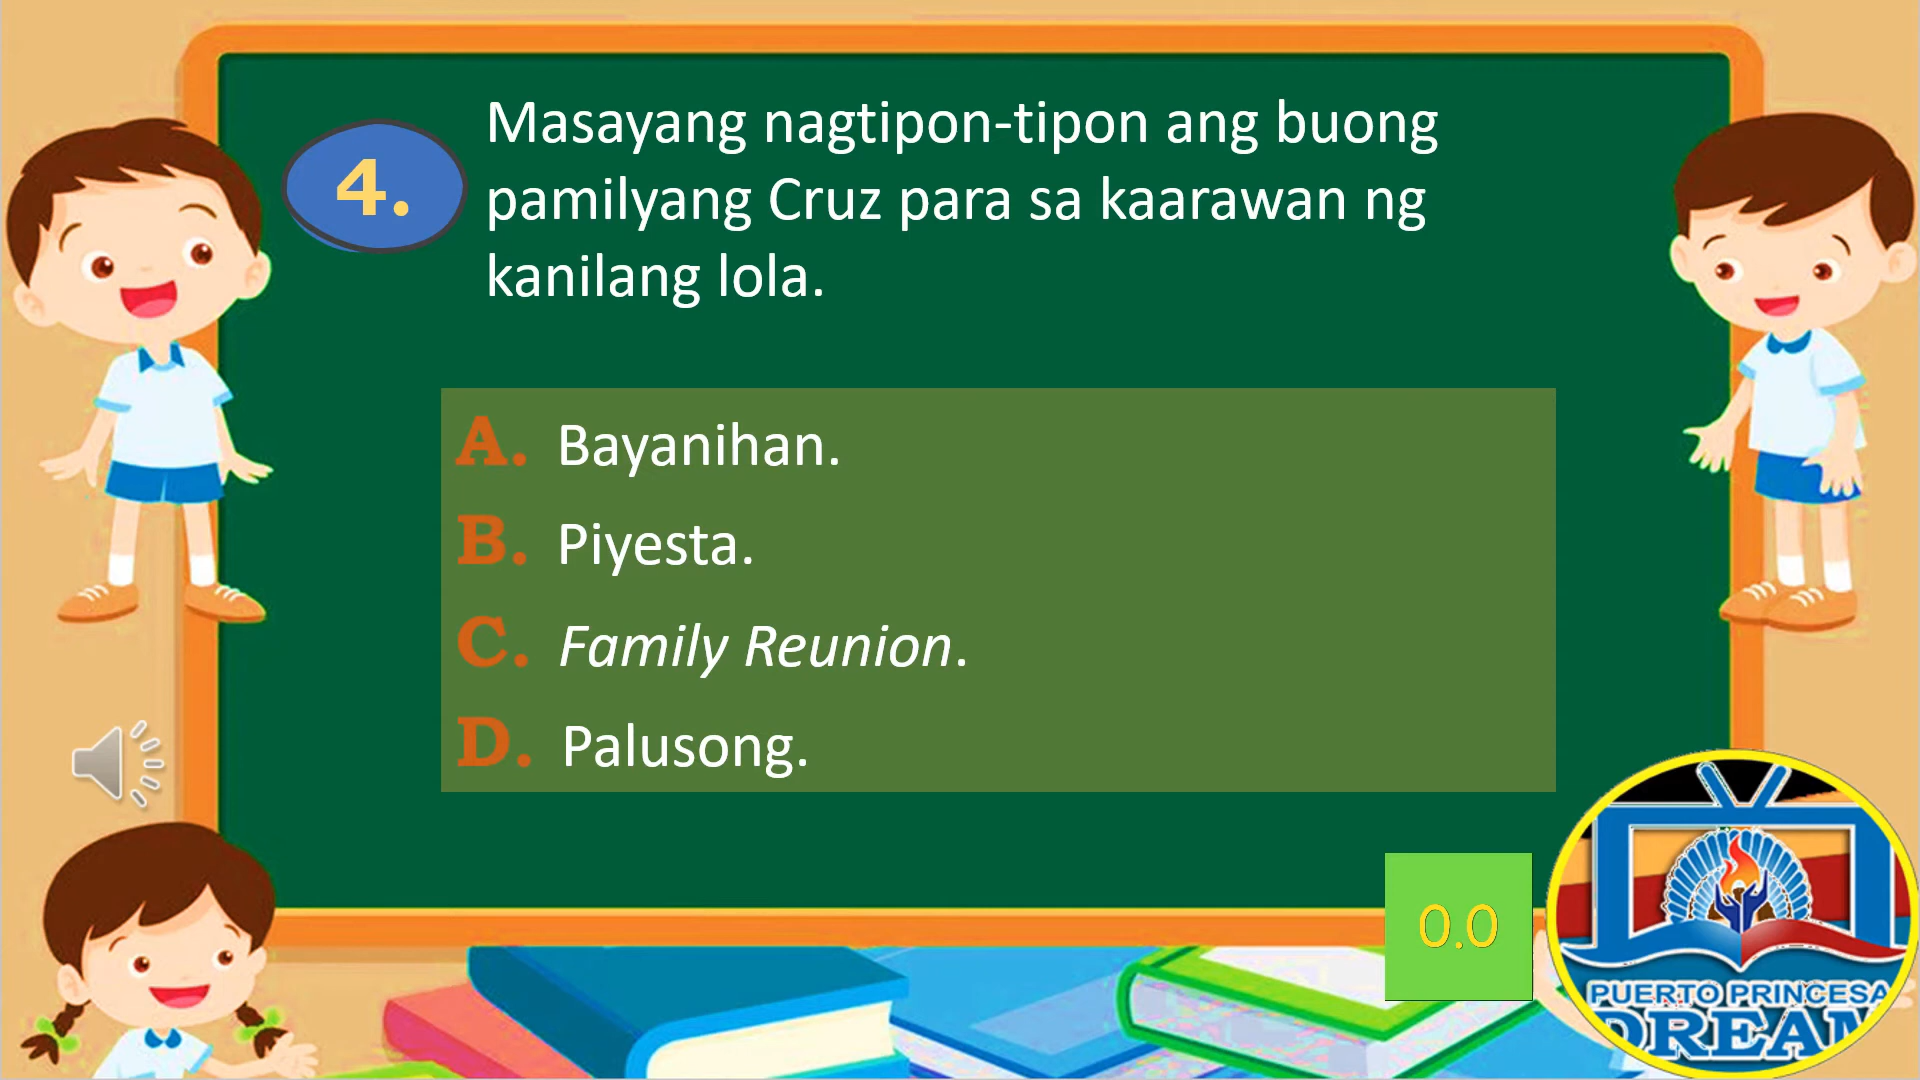 4.
Masayang nagtipon-tipon ang buong
pamilyang Cruz para sa kaarawan ng
kanilang lola.
A. Bayanihan.
B. Piyesta.
C. Family Reunion.
D. Palusong.
0.0
PUERTO PRINCESA
DREAM